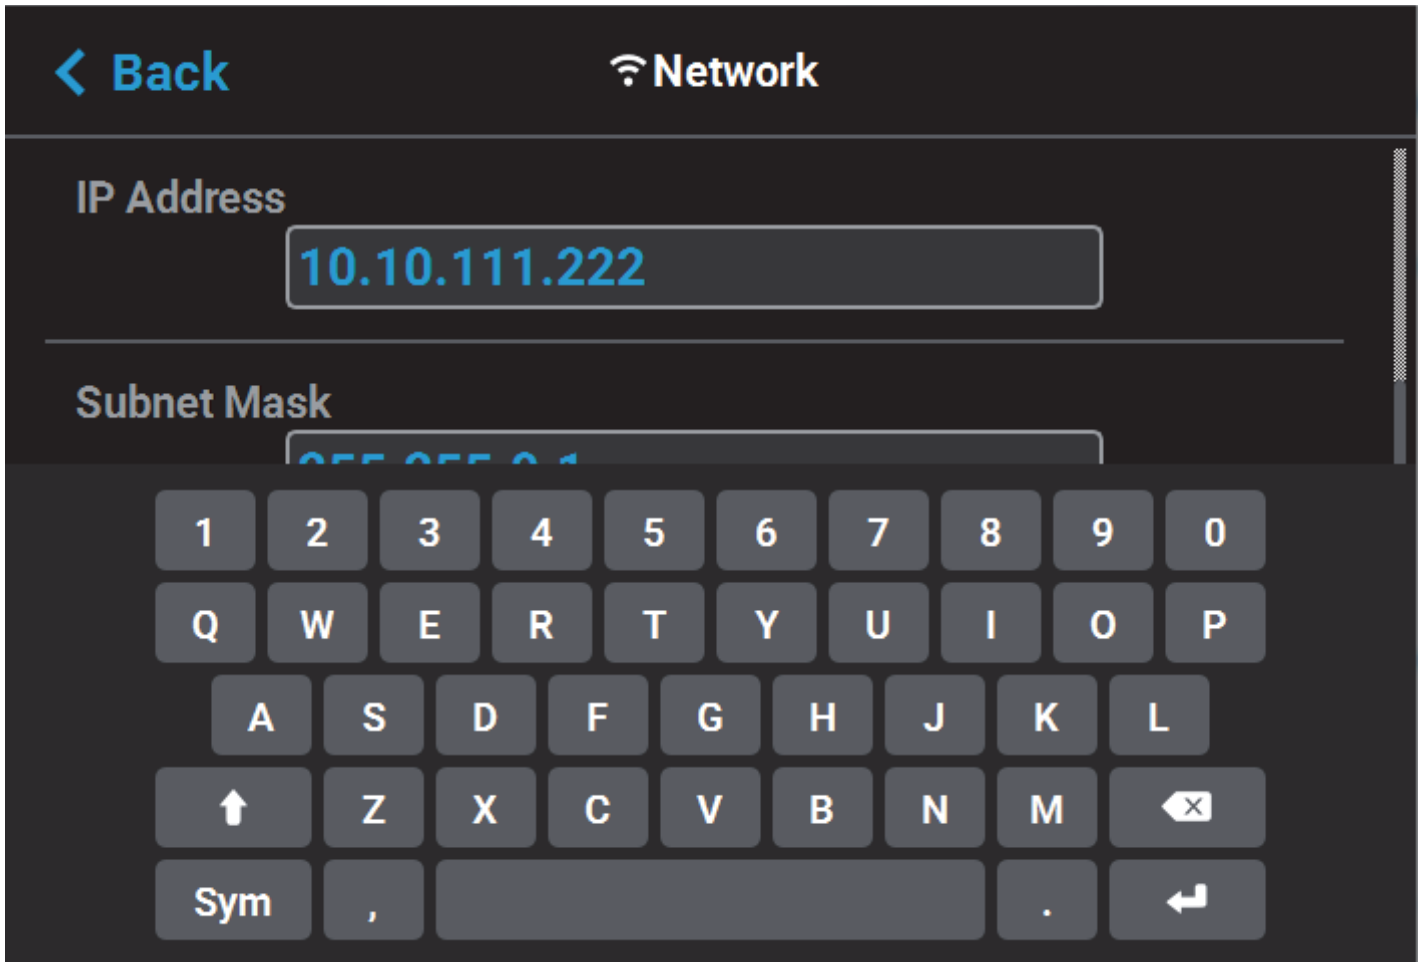 Back
Network
IP Address
10.10.111.222
Subnet Mask
1 2 3 4 5 6 7 8 9 0
Q W E R T Y U I O P
A S D F G H J K L
Z X C V B N M
Sym , .